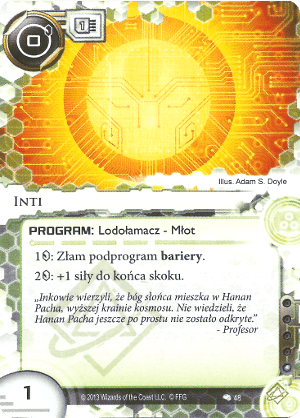 0
1
Illus. Adam S. Doyle
INTI
PROGRAM: Lodołamacz - Młot
1: Złam podprogram bariery.
2: +1 siły do końca skoku.
„Inkowie wierzyli, że bóg słońca mieszka w Hanan
Pacha, wyższej krainie kosmosu. Nie wiedzieli, że
Hanan Pacha jeszcze po prostu nie zostało odkryte.”
- Profesor
1
© 2013 Wizards of the Coast LLC. © FFG
48